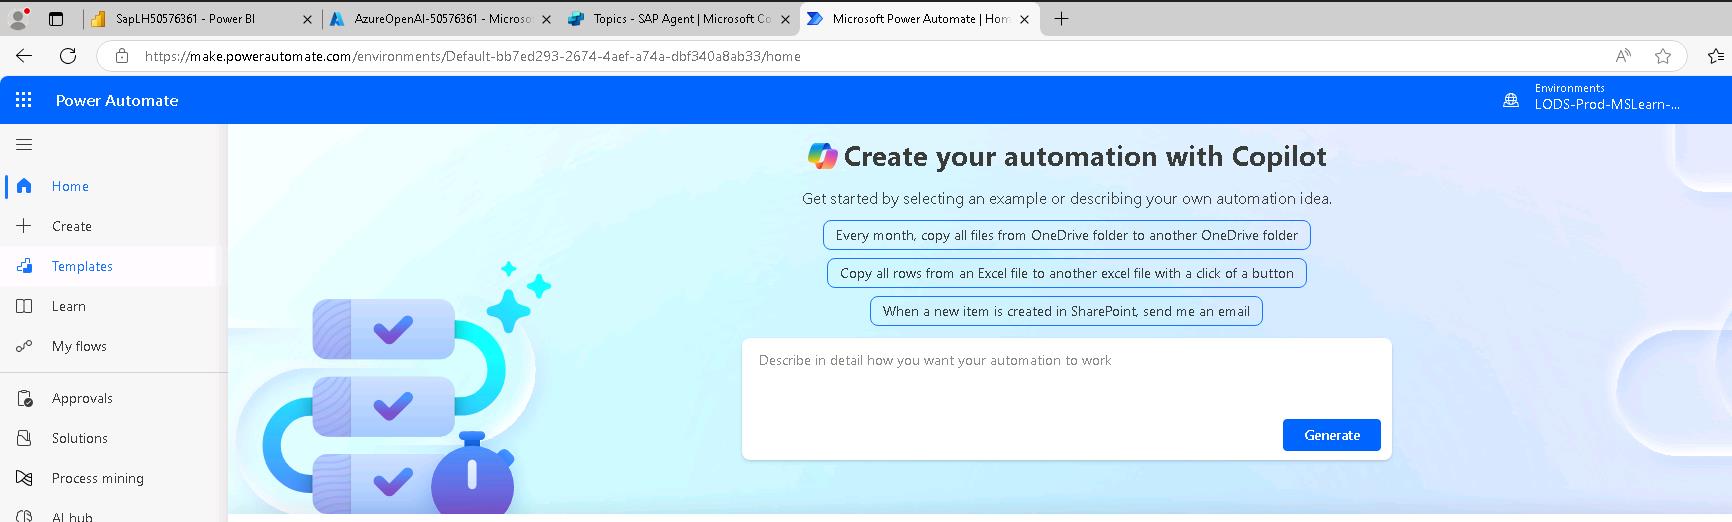 SapLH50576361 - Power BI
AzureOpenAI-50576361 - Microso
Topics - SAP Agent | Microsoft Co
Microsoft Power Automate | Hom
https://make.powerautomate.com/environments/Default-bb7ed293-2674-4aef-a74a-dbf340a8ab33/home
Power Automate
Environments
LODS-Prod-MSLearn-...
Home
Create
Templates
Learn
My flows
Approvals
Solutions
Process mining
AI hub
Create your automation with Copilot
Get started by selecting an example or describing your own automation idea.
Every month, copy all files from OneDrive folder to another OneDrive folder
Copy all rows from an Excel file to another excel file with a click of a button
When a new item is created in SharePoint, send me an email
Describe in detail how you want your automation to work
Generate